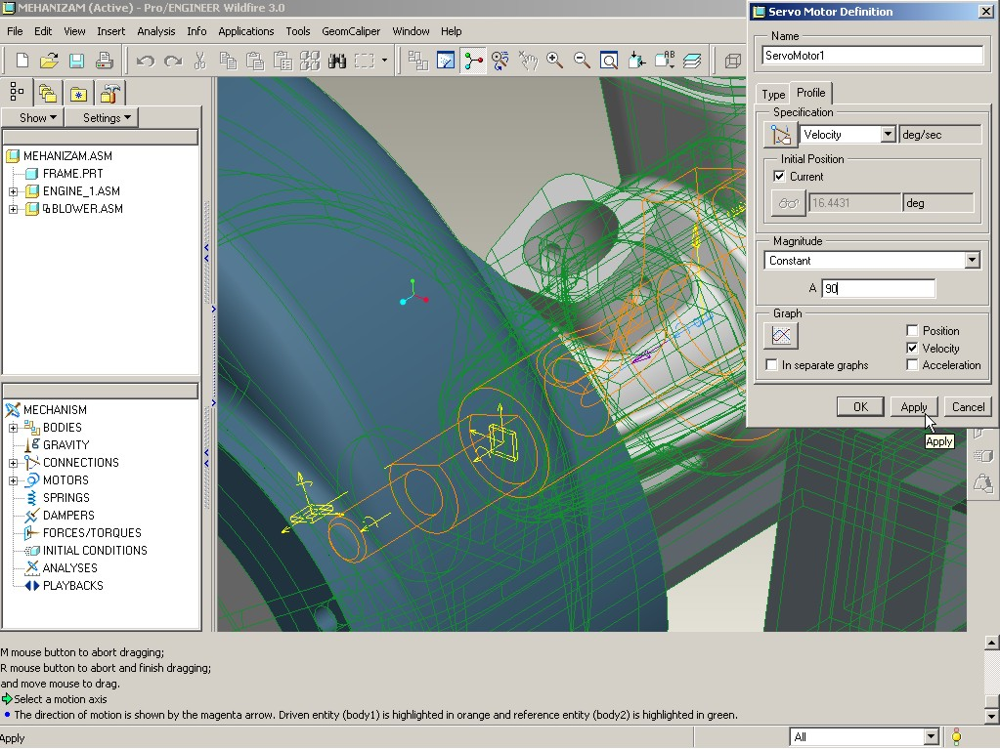 MEHANIZAM (Active) - Pro/ENGINEER Wildfire 3.0
File Edit View Insert Analysis Info Applications Tools GeomCaliper Window Help
Show Settings
MEHANIZAM.ASM
FRAME.PRT
ENGINE_1.ASM
BLOWER.ASM
MECHANISM
BODIES
GRAVITY
CONNECTIONS
MOTORS
SPRINGS
DAMPERS
FORCES/TORQUES
INITIAL CONDITIONS
ANALYSES
PLAYBACKS
Servo Motor Definition
Name
ServoMotor1
Type Profile
Specification
Velocity deg/sec
Initial Position
Current
16.4431 deg
Magnitude
Constant
A 90
Graph
Position
Velocity
In separate graphs Acceleration
OK Apply Cancel
Apply
M mouse button to abort dragging;
R mouse button to abort and finish dragging;
and move mouse to drag.
Select a motion axis
The direction of motion is shown by the magenta arrow. Driven entity (body1) is highlighted in orange and reference entity (body2) is highlighted in green.
Apply
All